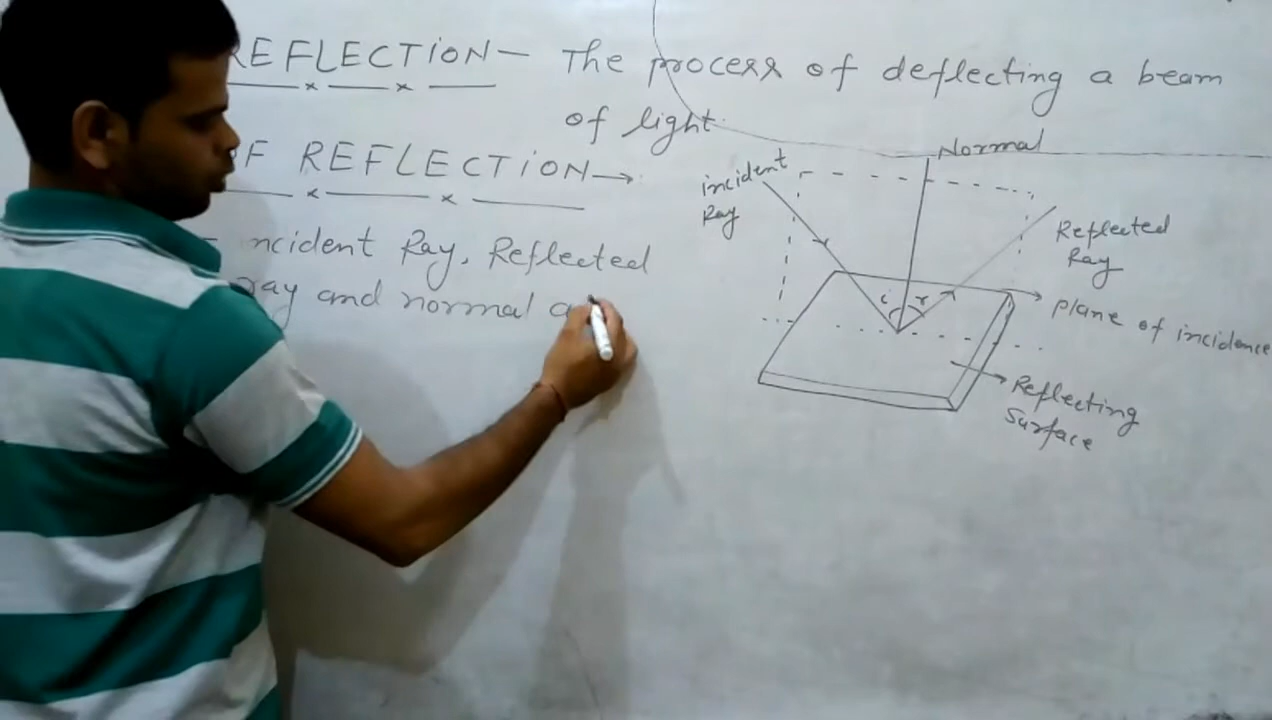 REFLECTION— The process of deflecting a beam
of light.
F REFLECTION→
Normal
incident
Ray
Reflected
Ray
ncident Ray, Reflected
ray and normal a
i r
plane of incidence
Reflecting
Surface